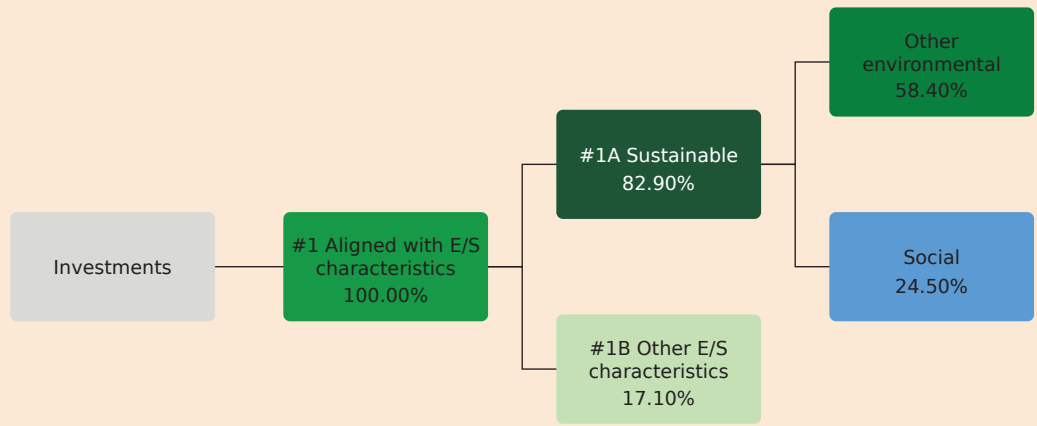 Investments
#1 Aligned with E/S
characteristics
100.00%
#1A Sustainable
82.90%
#1B Other E/S
characteristics
17.10%
Other
environmental
58.40%
Social
24.50%